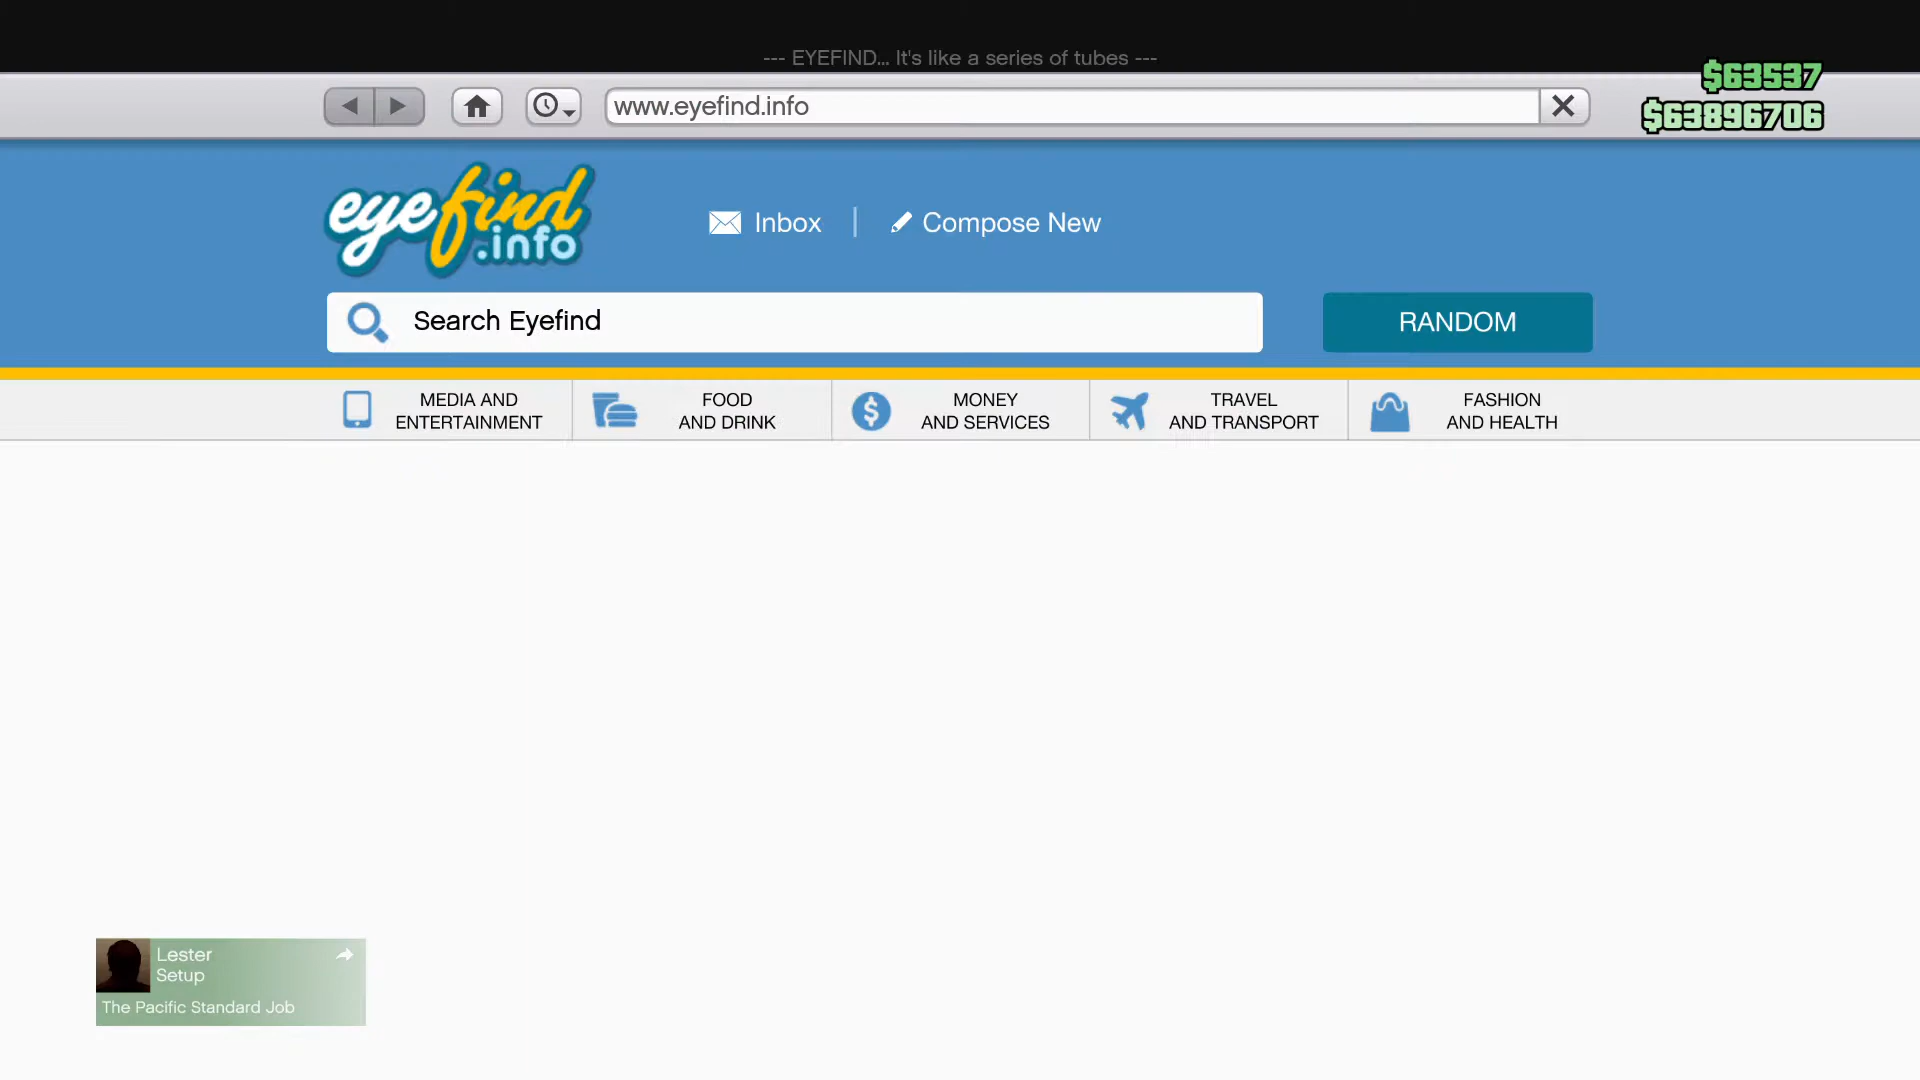 --- EYEFIND... It's like a series of tubes ---
$63537
www.eyefind.info
$63896706
eyefind.info
Inbox
Compose New
Search Eyefind
RANDOM
MEDIA AND
ENTERTAINMENT
FOOD
AND DRINK
MONEY
AND SERVICES
TRAVEL
AND TRANSPORT
FASHION
AND HEALTH
Lester
Setup
The Pacific Standard Job